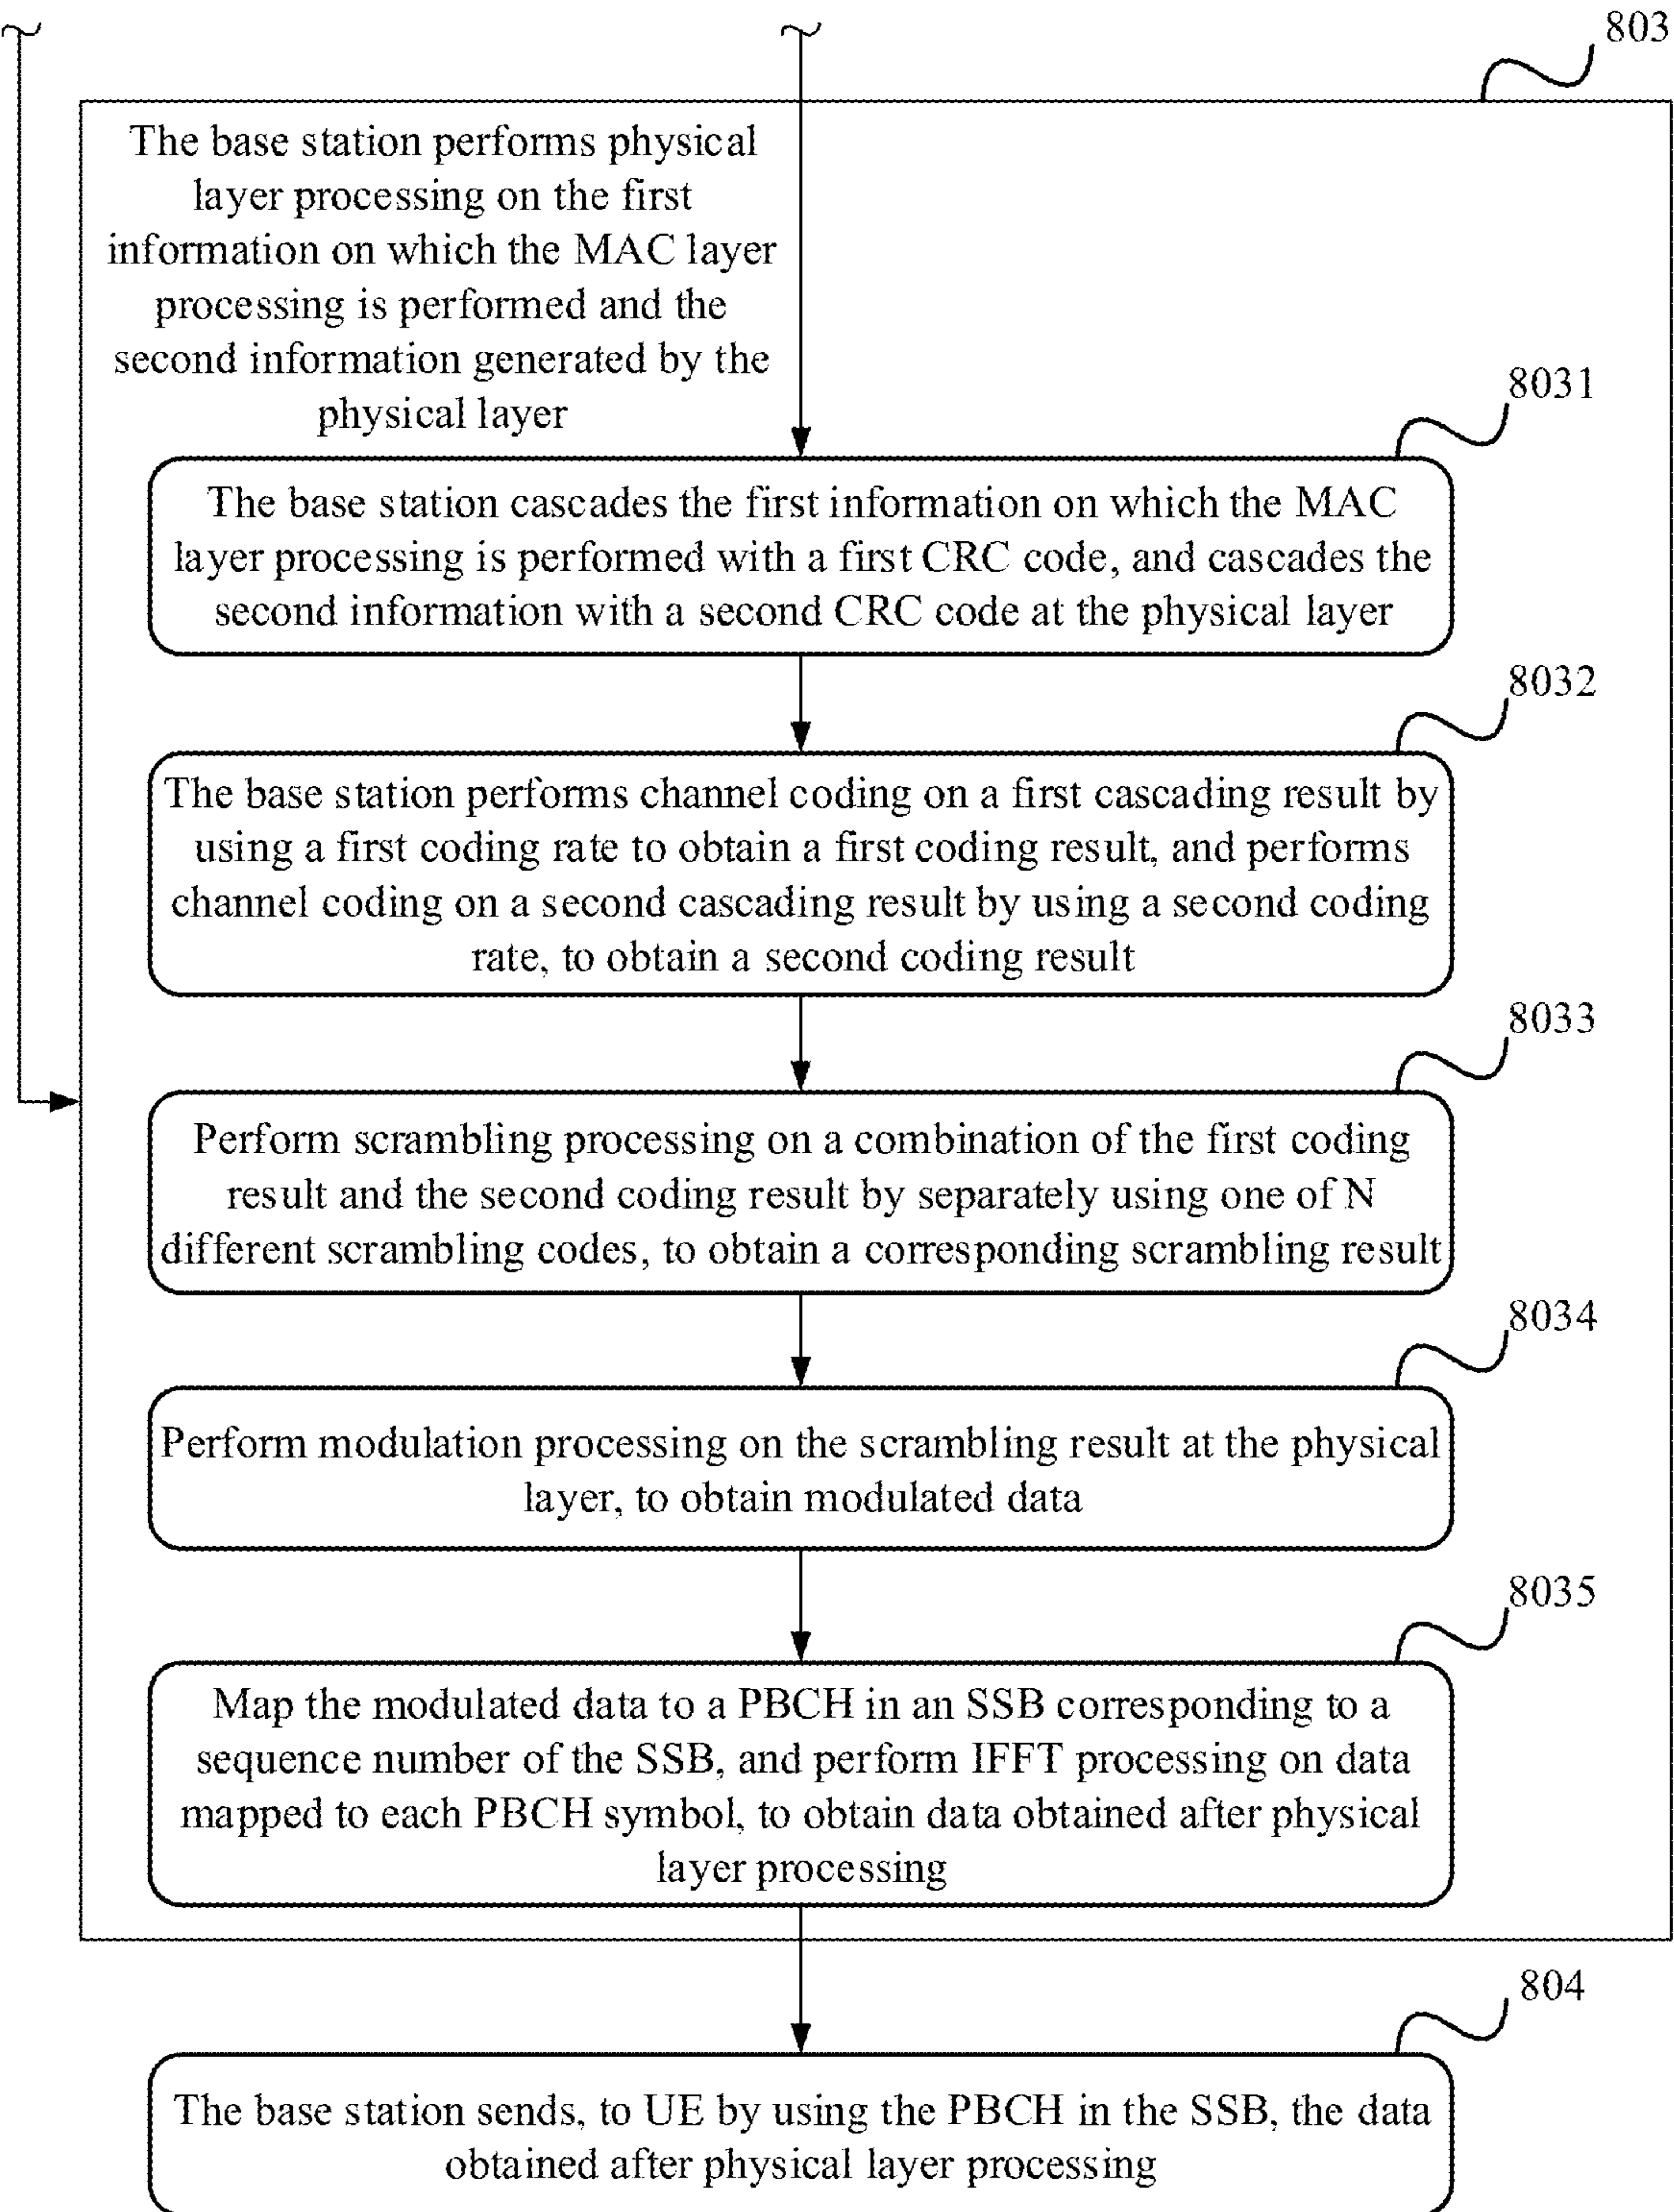 803
The base station performs physical
layer processing on the first
information on which the MAC layer
processing is performed and the
second information generated by the
physical layer
8031
The base station cascades the first information on which the MAC
layer processing is performed with a first CRC code, and cascades the
second information with a second CRC code at the physical layer
8032
The base station performs channel coding on a first cascading result by
using a first coding rate to obtain a first coding result, and performs
channel coding on a second cascading result by using a second coding
rate, to obtain a second coding result
8033
Perform scrambling processing on a combination of the first coding
result and the second coding result by separately using one of N
different scrambling codes, to obtain a corresponding scrambling result
8034
Perform modulation processing on the scrambling result at the physical
layer, to obtain modulated data
8035
Map the modulated data to a PBCH in an SSB corresponding to a
sequence number of the SSB, and perform IFFT processing on data
mapped to each PBCH symbol, to obtain data obtained after physical
layer processing
804
The base station sends, to UE by using the PBCH in the SSB, the data
obtained after physical layer processing